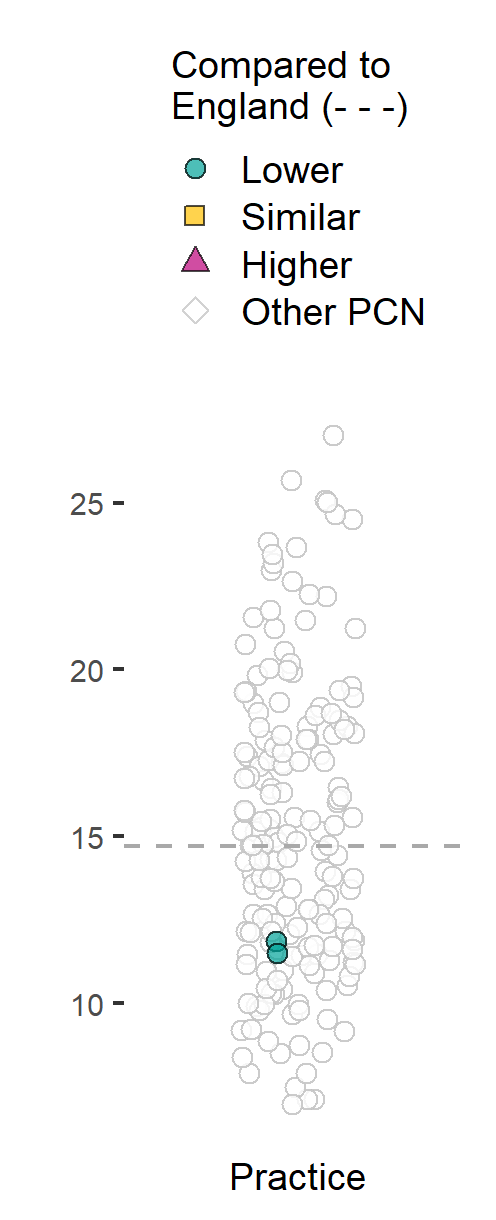 Compared to
England (- - -)
Lower
Similar
Higher
Other PCN
25
20
15
10
Practice